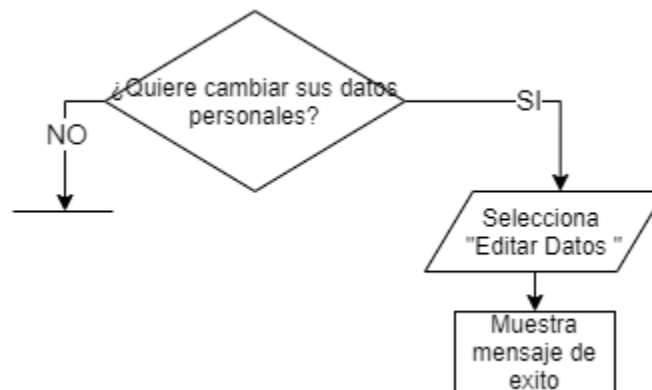 ¿Quiere cambiar sus datos
personales?
NO
SI
Selecciona
"Editar Datos "
Muestra
mensaje de
exito